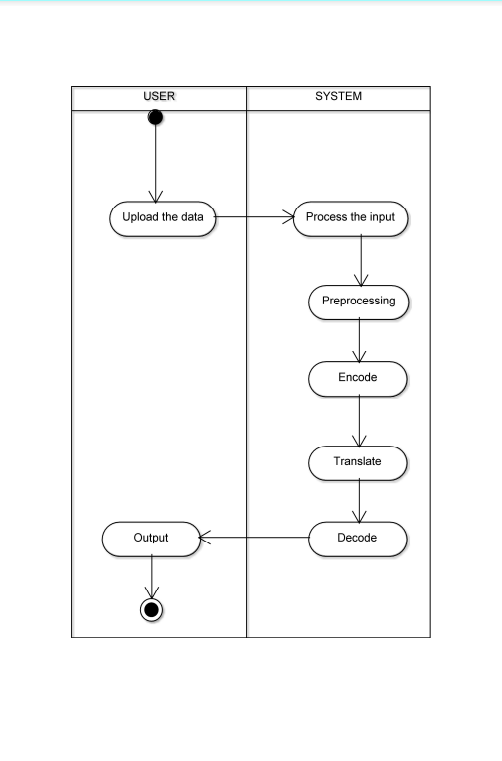 USER
SYSTEM
Upload the data
Process the input
Preprocessing
Encode
Translate
Output
Decode